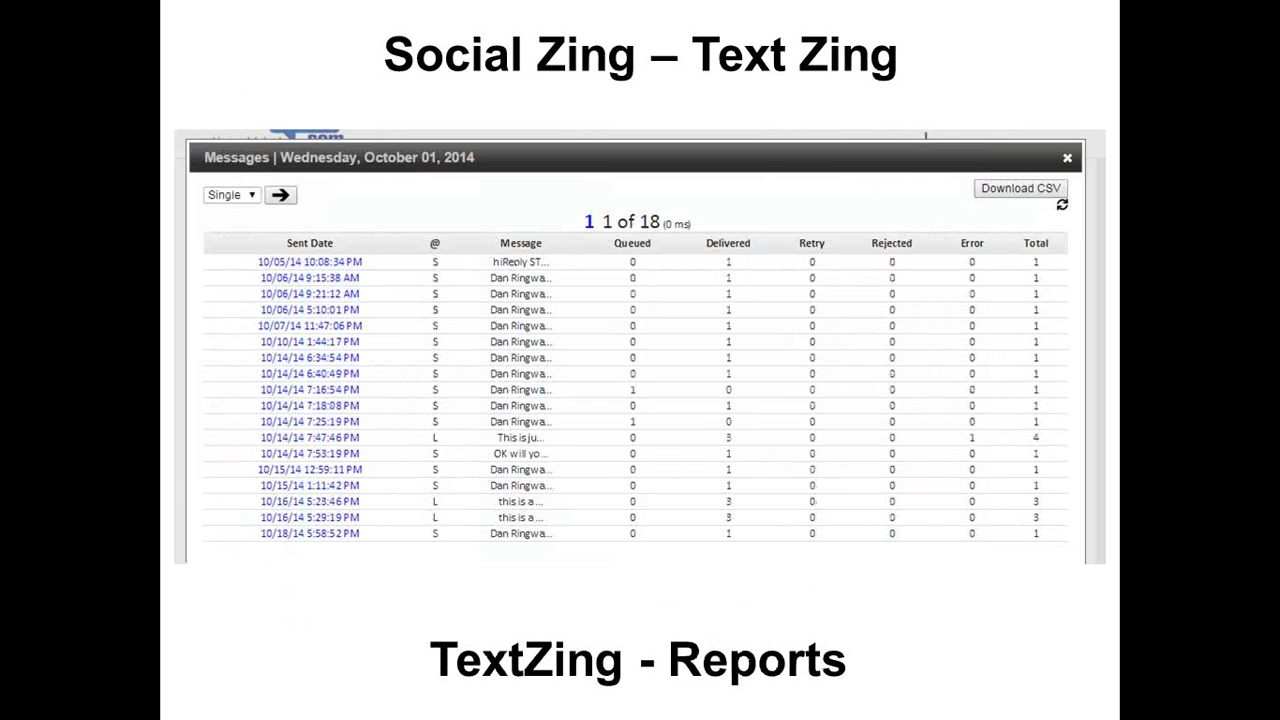 Social Zing – Text Zing
.com
Messages | Wednesday, October 01, 2014
Single
Download CSV
1 1 of 18 (0 ms)
Sent Date @ Message Queued Delivered Retry Rejected Error Total
10/05/14 10:08:34 PM S hiReply ST... 0 1 0 0 0 1
10/06/14 9:15:38 AM S Dan Ringwa... 0 1 0 0 0 1
10/06/14 9:21:12 AM S Dan Ringwa... 0 1 0 0 0 1
10/06/14 5:10:01 PM S Dan Ringwa... 0 1 0 0 0 1
10/07/14 11:47:06 PM S Dan Ringwa... 0 1 0 0 0 1
10/10/14 1:44:17 PM S Dan Ringwa... 0 1 0 0 0 1
10/14/14 6:34:54 PM S Dan Ringwa... 0 1 0 0 0 1
10/14/14 6:40:49 PM S Dan Ringwa... 0 1 0 0 0 1
10/14/14 7:16:54 PM S Dan Ringwa... 1 0 0 0 0 1
10/14/14 7:18:08 PM S Dan Ringwa... 0 1 0 0 0 1
10/14/14 7:25:19 PM S Dan Ringwa... 1 0 0 0 0 1
10/14/14 7:47:46 PM L This is ju... 0 3 0 0 1 4
10/14/14 7:53:19 PM S OK will yo... 0 1 0 0 0 1
10/15/14 12:59:11 PM S Dan Ringwa... 0 1 0 0 0 1
10/15/14 1:11:42 PM S Dan Ringwa... 0 1 0 0 0 1
10/16/14 5:23:46 PM L this is a ... 0 3 0 0 0 3
10/16/14 5:29:19 PM L this is a ... 0 3 0 0 0 3
10/18/14 5:58:52 PM S Dan Ringwa... 0 1 0 0 0 1
TextZing - Reports